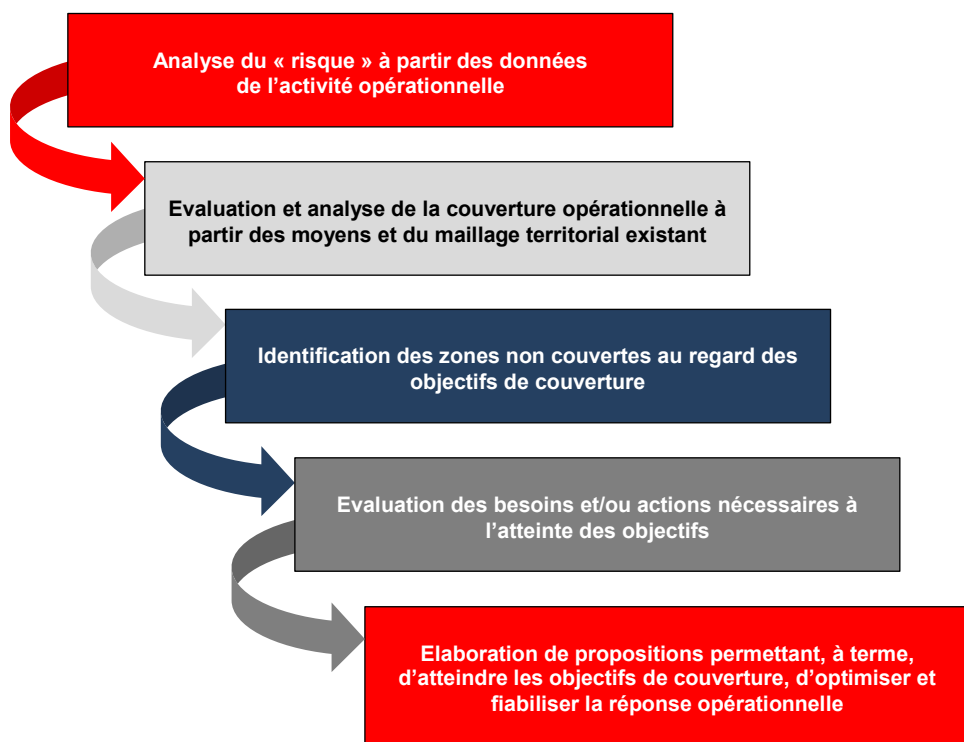 Analyse du « risque » à partir des données
de l’activité opérationnelle
Evaluation et analyse de la couverture opérationnelle à
partir des moyens et du maillage territorial existant
Identification des zones non couvertes au regard des
objectifs de couverture
Evaluation des besoins et/ou actions nécessaires à
l’atteinte des objectifs
Elaboration de propositions permettant, à terme,
d’atteindre les objectifs de couverture, d’optimiser et
fiabiliser la réponse opérationnelle